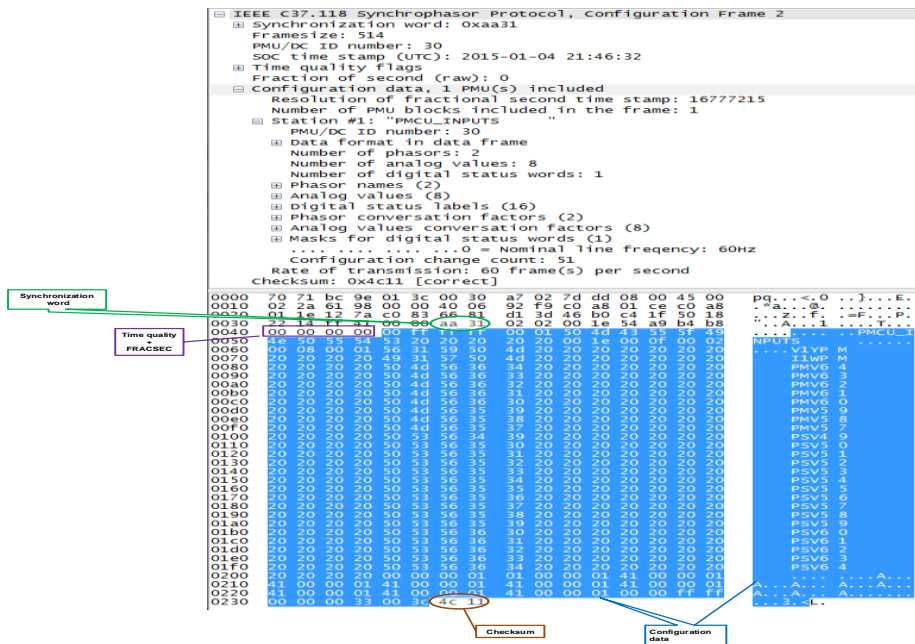 IEEE C37.118 Synchrophasor Protocol, Configuration Frame 2
Synchronization word: 0xaa31
Framesize: 514
PMU/DC ID number: 30
SOC time stamp (UTC): 2015-01-04 21:46:32
Time quality flags
Fraction of second (raw): 0
Configuration data, 1 PMU(s) included
Resolution of fractional second time stamp: 16777215
Number of PMU blocks included in the frame: 1
Station #1: "PMCU_INPUTS     "
PMU/DC ID number: 30
Data format in data frame
Number of phasors: 2
Number of analog values: 8
Number of digital status words: 1
Phasor names (2)
Analog values (8)
Digital status labels (16)
Phasor conversation factors (2)
Analog values conversation factors (8)
Masks for digital status words (1)
.... .... .... ...0 = Nominal line freqency: 60Hz
Configuration change count: 51
Rate of transmission: 60 frame(s) per second
Checksum: 0x4c11 [correct]
Synchronization word
Time quality + FRACSEC
0000 70 71 bc 9e 01 3c 00 30 a7 02 7d dd 08 00 45 00 pq...<.0 ..}...E.
0010 02 2a 61 98 00 00 40 06 92 f9 c0 a8 01 ce c0 a8 .*a...@. ........
0020 01 1e 12 7a c0 83 66 81 d1 3d 46 b0 c4 1f 50 18 ...z..f. .=F...P.
0030 22 14 ff 41 00 00 aa 31 02 02 00 1e 54 a9 b4 b8 "..A...1 ....T...
0040 00 00 00 00 00 ff ff ff 00 01 50 4d 43 55 5f 49 ........ ..PMCU_I
0050 4e 50 55 54 53 20 20 20 20 20 00 1e 00 0f 00 02 NPUTS ......
0060 00 08 00 01 56 31 59 50 4d 20 20 20 20 20 20 20 ....V1YP M
0070 20 20 20 20 49 31 57 50 4d 20 20 20 20 20 20 20 I1WP M
0080 20 20 20 20 50 4d 56 36 34 20 20 20 20 20 20 20 PMV6 4
0090 20 20 20 20 50 4d 56 36 33 20 20 20 20 20 20 20 PMV6 3
00a0 20 20 20 20 50 4d 56 36 32 20 20 20 20 20 20 20 PMV6 2
00b0 20 20 20 20 50 4d 56 36 31 20 20 20 20 20 20 20 PMV6 1
00c0 20 20 20 20 50 4d 56 36 30 20 20 20 20 20 20 20 PMV6 0
00d0 20 20 20 20 50 4d 56 35 39 20 20 20 20 20 20 20 PMV5 9
00e0 20 20 20 20 50 4d 56 35 38 20 20 20 20 20 20 20 PMV5 8
00f0 20 20 20 20 50 4d 56 35 37 20 20 20 20 20 20 20 PMV5 7
0100 20 20 20 20 50 53 56 34 39 20 20 20 20 20 20 20 PSV4 9
0110 20 20 20 20 50 53 56 35 30 20 20 20 20 20 20 20 PSV5 0
0120 20 20 20 20 50 53 56 35 31 20 20 20 20 20 20 20 PSV5 1
0130 20 20 20 20 50 53 56 35 32 20 20 20 20 20 20 20 PSV5 2
0140 20 20 20 20 50 53 56 35 33 20 20 20 20 20 20 20 PSV5 3
0150 20 20 20 20 50 53 56 35 34 20 20 20 20 20 20 20 PSV5 4
0160 20 20 20 20 50 53 56 35 35 20 20 20 20 20 20 20 PSV5 5
0170 20 20 20 20 50 53 56 35 36 20 20 20 20 20 20 20 PSV5 6
0180 20 20 20 20 50 53 56 35 37 20 20 20 20 20 20 20 PSV5 7
0190 20 20 20 20 50 53 56 35 38 20 20 20 20 20 20 20 PSV5 8
01a0 20 20 20 20 50 53 56 35 39 20 20 20 20 20 20 20 PSV5 9
01b0 20 20 20 20 50 53 56 36 30 20 20 20 20 20 20 20 PSV6 0
01c0 20 20 20 20 50 53 56 36 31 20 20 20 20 20 20 20 PSV6 1
01d0 20 20 20 20 50 53 56 36 32 20 20 20 20 20 20 20 PSV6 2
01e0 20 20 20 20 50 53 56 36 33 20 20 20 20 20 20 20 PSV6 3
01f0 20 20 20 20 50 53 56 36 34 20 20 20 20 20 20 20 PSV6 4
0200 20 20 20 20 00 00 00 01 01 00 00 01 41 00 00 01 .... ....A...
0210 41 00 00 01 41 00 00 01 41 00 00 01 41 00 00 01 A...A... A...A...
0220 41 00 00 01 41 00 00 01 41 00 00 01 00 00 ff ff A...A... A.......
0230 00 00 00 33 00 3c 4c 11 ...3.<L.
Checksum
Configuration data